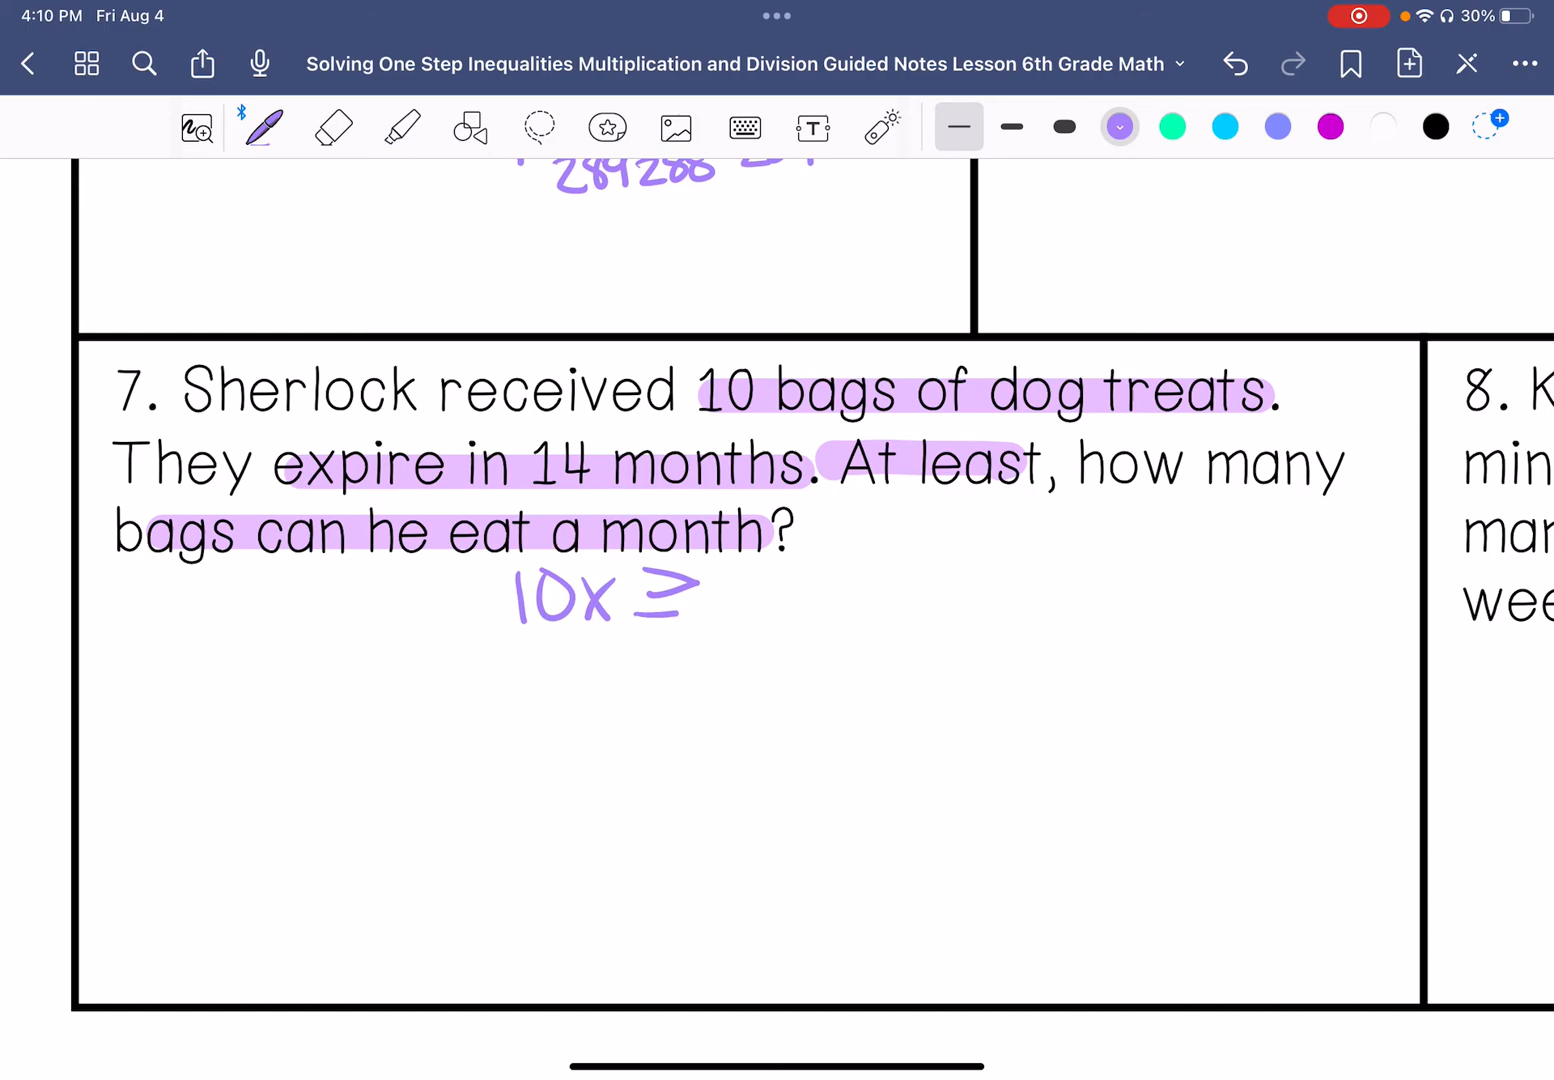 4:10 PM Fri Aug 4
30%
Solving One Step Inequalities Multiplication and Division Guided Notes Lesson 6th Grade Math
T
289288
7. Sherlock received 10 bags of dog treats.
They expire in 14 months. At least, how many
bags can he eat a month?
10x ≥
8. K
min
mar
wee